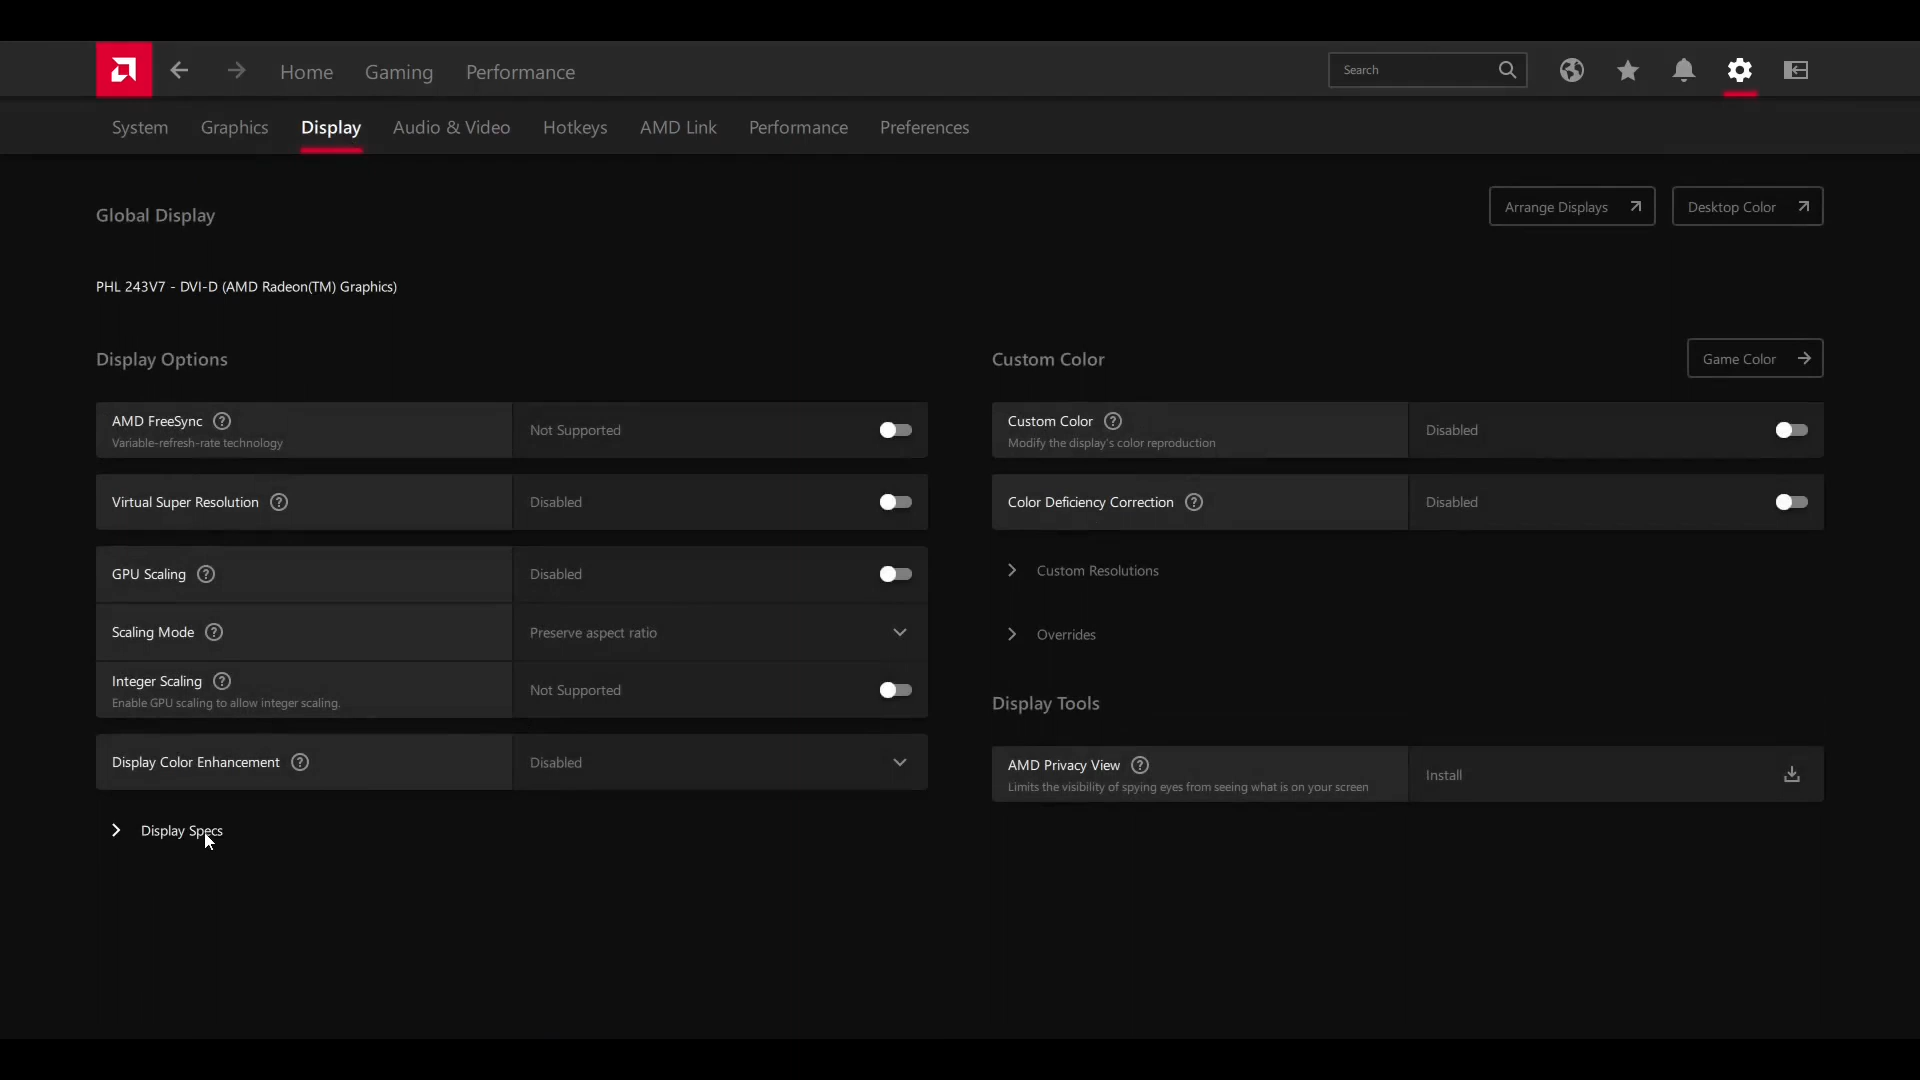 Home
Gaming
Performance
Search
System
Graphics
Display
Audio & Video
Hotkeys
AMD Link
Performance
Preferences
Global Display
Arrange Displays
Desktop Color
PHL 243V7 - DVI-D (AMD Radeon(TM) Graphics)
Display Options
AMD FreeSync
Variable-refresh-rate technology
Not Supported
Virtual Super Resolution
Disabled
GPU Scaling
Disabled
Scaling Mode
Preserve aspect ratio
Integer Scaling
Enable GPU scaling to allow integer scaling.
Not Supported
Display Color Enhancement
Disabled
Display Specs
Custom Color
Game Color
Custom Color
Modify the display's color reproduction
Disabled
Color Deficiency Correction
Disabled
Custom Resolutions
Overrides
Display Tools
AMD Privacy View
Limits the visibility of spying eyes from seeing what is on your screen
Install